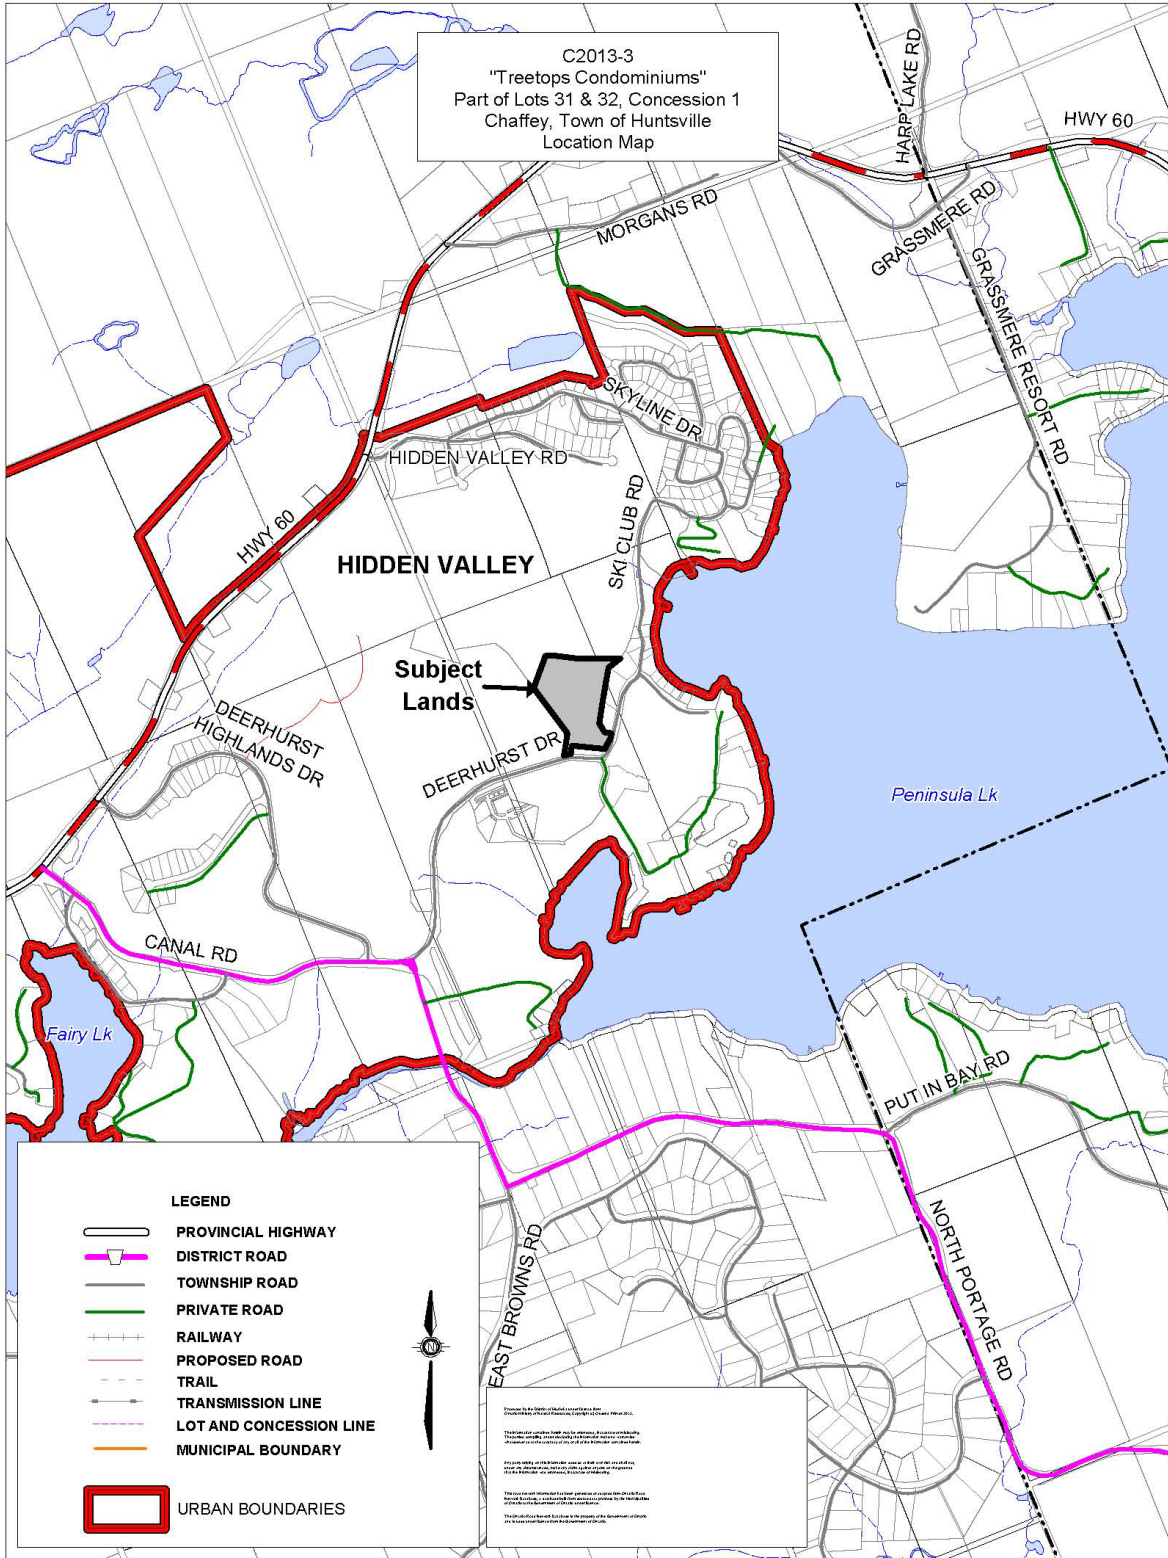 C2013-3
"Treetops Condominiums"
Part of Lots 31 & 32, Concession 1
Chaffey, Town of Huntsville
Location Map
HARP LAKE RD
HWY 60
MORGANS RD
GRASSMERE RD
GRASSMERE RESORT RD
SKYLINE DR
HIDDEN VALLEY RD
SKI CLUB RD
HWY 60
HIDDEN VALLEY
Subject
Lands
DEERHURST
HIGHLANDS DR
DEERHURST DR
Peninsula Lk
CANAL RD
Fairy Lk
PUT IN BAY RD
NORTH PORTAGE RD
EAST BROWNS RD
LEGEND
PROVINCIAL HIGHWAY
DISTRICT ROAD
TOWNSHIP ROAD
PRIVATE ROAD
RAILWAY
PROPOSED ROAD
TRAIL
TRANSMISSION LINE
LOT AND CONCESSION LINE
MUNICIPAL BOUNDARY
URBAN BOUNDARIES
N